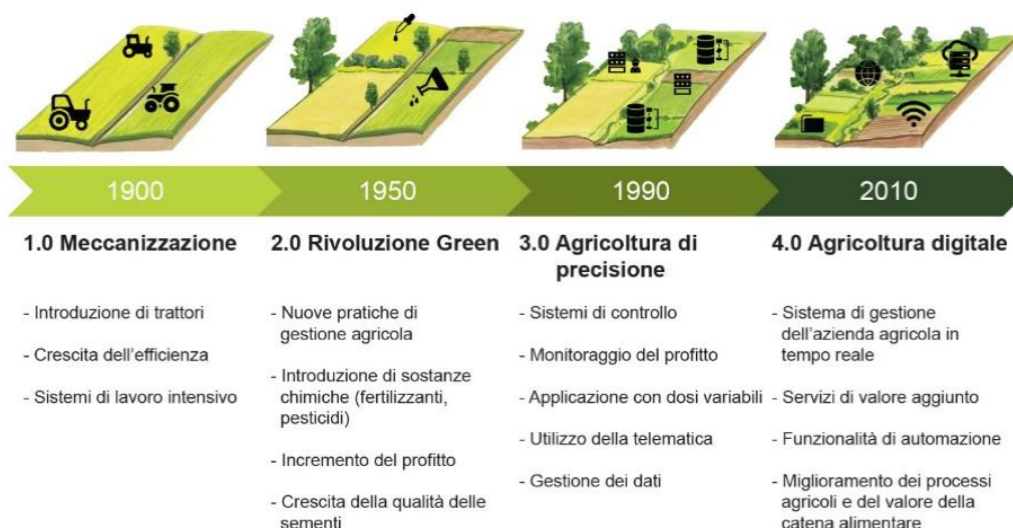 1900
1950
1990
2010
1.0 Meccanizzazione
- Introduzione di trattori
- Crescita dell'efficienza
- Sistemi di lavoro intensivo
2.0 Rivoluzione Green
- Nuove pratiche di
gestione agricola
- Introduzione di sostanze
chimiche (fertilizzanti,
pesticidi)
- Incremento del profitto
- Crescita della qualità delle
sementi
3.0 Agricoltura di
precisione
- Sistemi di controllo
- Monitoraggio del profitto
- Applicazione con dosi variabili
- Utilizzo della telematica
- Gestione dei dati
4.0 Agricoltura digitale
- Sistema di gestione
dell'azienda agricola in
tempo reale
- Servizi di valore aggiunto
- Funzionalità di automazione
- Miglioramento dei processi
agricoli e del valore della
catena alimentare